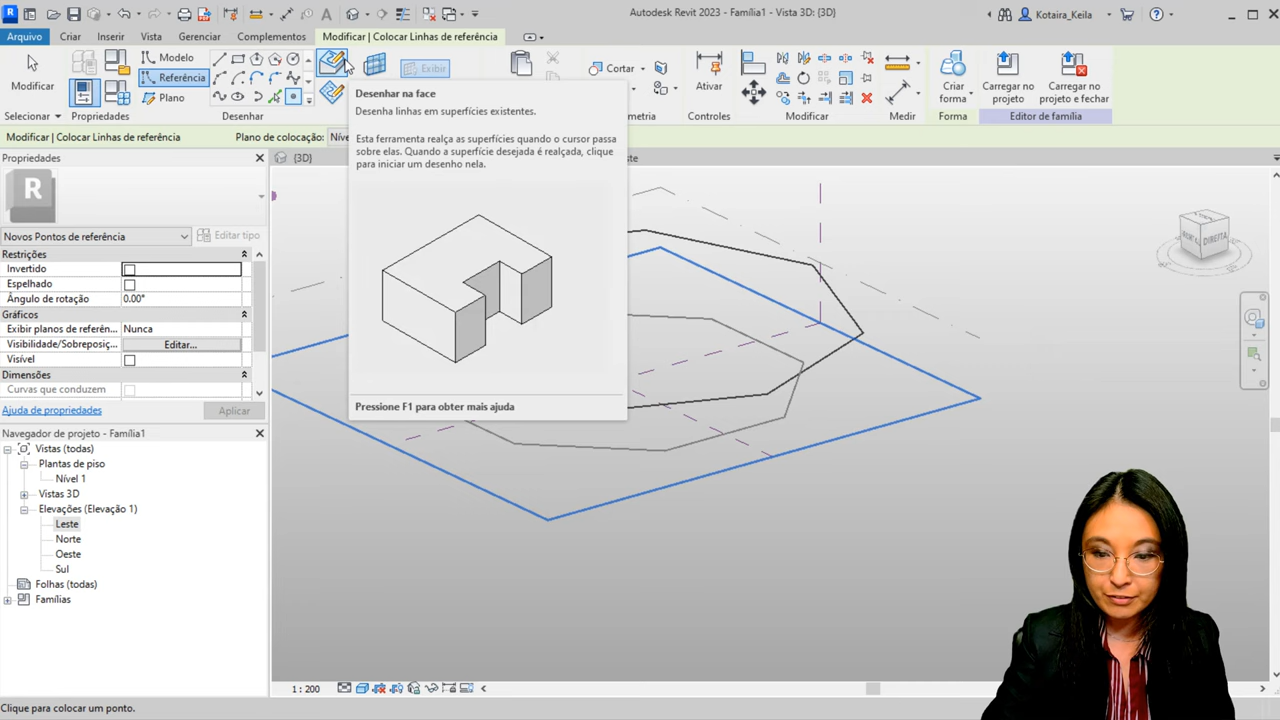 Autodesk Revit 2023 - Família1 - Vista 3D: {3D}
Kotaira_Keila
Arquivo Criar Inserir Vista Gerenciar Complementos Modificar | Colocar Linhas de referência
Modificar
Modelo
Referência
Plano
Exibir
Cortar
Ativar
Criar forma
Carregar no projeto
Carregar no projeto e fechar
Selecionar Propriedades Desenhar Controles Modificar Medir Forma Editor de família
Modificar | Colocar Linhas de referência Plano de colocação:
Desenhar na face
Desenha linhas em superfícies existentes.
Esta ferramenta realça as superfícies quando o cursor passa
sobre elas. Quando a superfície desejada é realçada, clique
para iniciar um desenho nela.
Pressione F1 para obter mais ajuda
Propriedades
{3D}
R
Novos Pontos de referência Editar tipo
Restrições
Invertido
Espelhado
Ângulo de rotação 0.00°
Gráficos
Exibir planos de referên... Nunca
Visibilidade/Sobreposiç... Editar...
Visível
Dimensões
Curvas que conduzem
Ajuda de propriedades Aplicar
Navegador de projeto - Família1
Vistas (todas)
Plantas de piso
Nível 1
Vistas 3D
Elevações (Elevação 1)
Leste
Norte
Oeste
Sul
Folhas (todas)
Famílias
DIREITA
1 : 200
Clique para colocar um ponto.